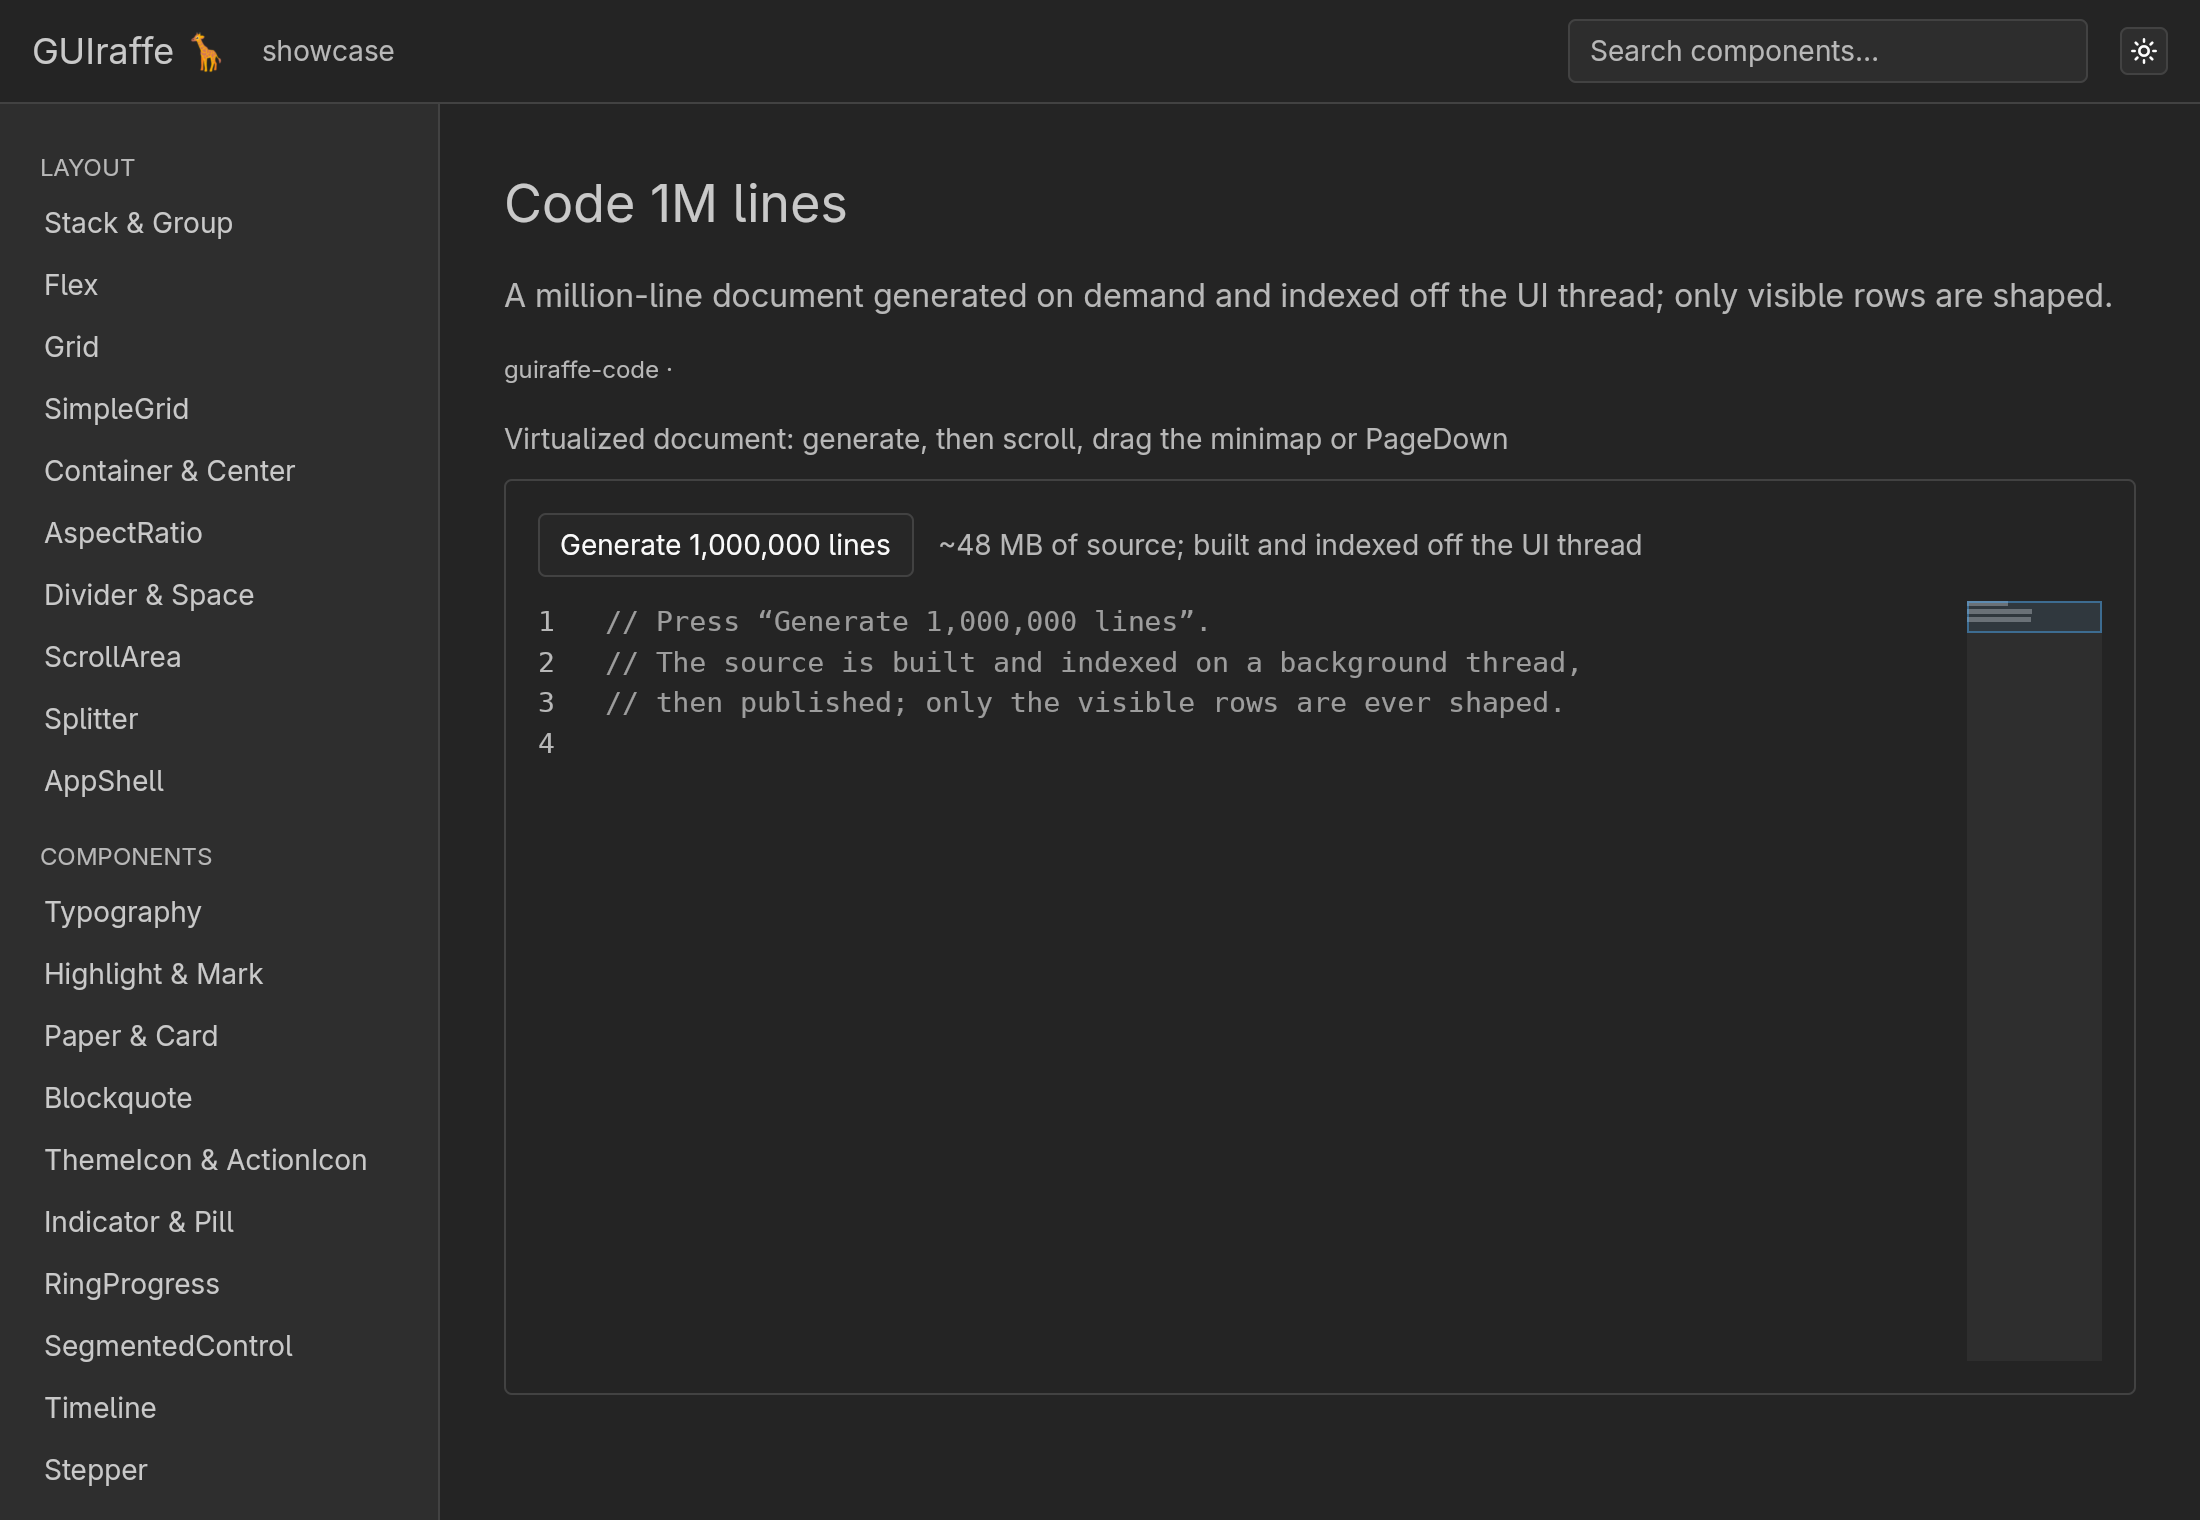 GUIraffe 🦒 showcase
Search components...
LAYOUT
Stack & Group
Flex
Grid
SimpleGrid
Container & Center
AspectRatio
Divider & Space
ScrollArea
Splitter
AppShell
COMPONENTS
Typography
Highlight & Mark
Paper & Card
Blockquote
ThemeIcon & ActionIcon
Indicator & Pill
RingProgress
SegmentedControl
Timeline
Stepper
Code 1M lines
A million-line document generated on demand and indexed off the UI thread; only visible rows are shaped.
guiraffe-code ·
Virtualized document: generate, then scroll, drag the minimap or PageDown
Generate 1,000,000 lines ~48 MB of source; built and indexed off the UI thread
1 // Press “Generate 1,000,000 lines”.
2 // The source is built and indexed on a background thread,
3 // then published; only the visible rows are ever shaped.
4